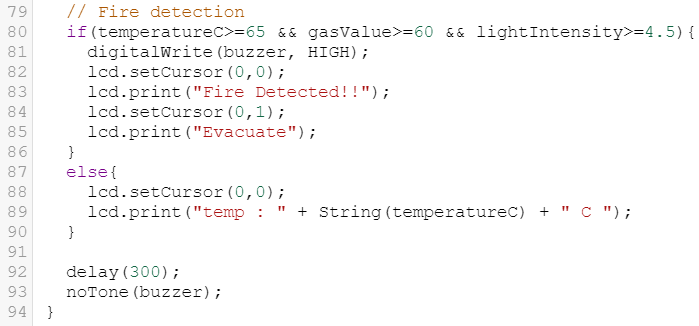 79 // Fire detection
80 if(temperatureC>=65 && gasValue>=60 && lightIntensity>=4.5){
81 digitalWrite(buzzer, HIGH);
82 lcd.setCursor(0,0);
83 lcd.print("Fire Detected!!");
84 lcd.setCursor(0,1);
85 lcd.print("Evacuate");
86 }
87 else{
88 lcd.setCursor(0,0);
89 lcd.print("temp : " + String(temperatureC) + " C ");
90 }
91
92 delay(300);
93 noTone(buzzer);
94 }